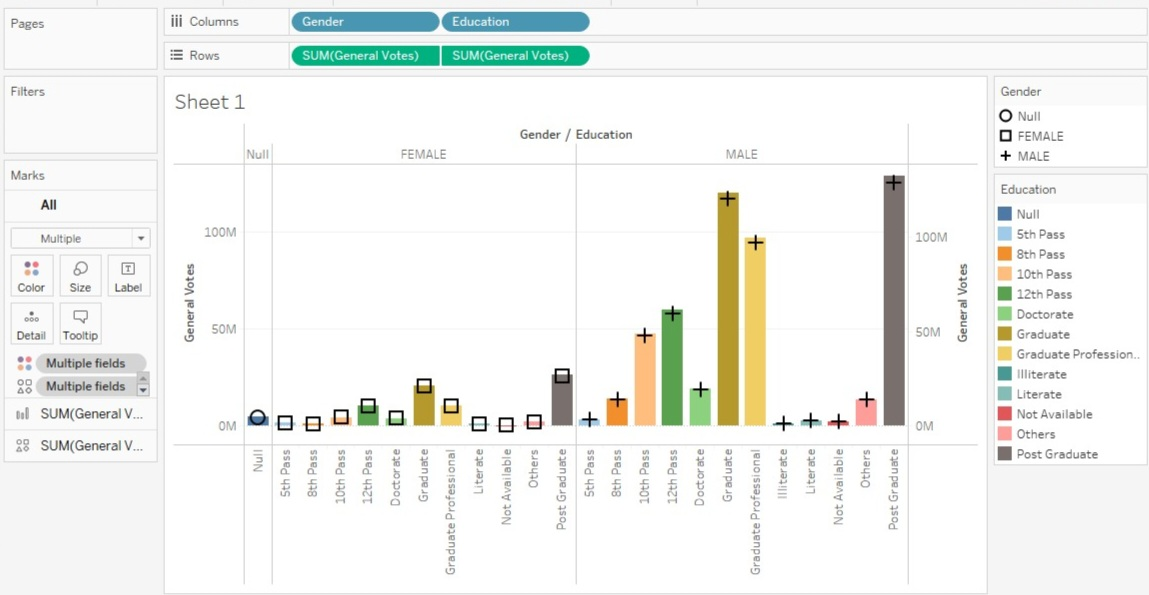 Pages
Columns
Gender
Education
Rows
SUM(General Votes)
SUM(General Votes)
Filters
Marks
All
Multiple
Color
Size
Label
Detail
Tooltip
Multiple fields
Multiple fields
SUM(General V...
SUM(General V...
Sheet 1
Gender / Education
Null
FEMALE
MALE
General Votes
100M
50M
0M
General Votes
100M
50M
0M
Null
5th Pass
8th Pass
10th Pass
12th Pass
Doctorate
Graduate
Graduate Professional
Literate
Not Available
Others
Post Graduate
5th Pass
8th Pass
10th Pass
12th Pass
Doctorate
Graduate
Graduate Professional
Illiterate
Literate
Not Available
Others
Post Graduate
Gender
Null
FEMALE
MALE
Education
Null
5th Pass
8th Pass
10th Pass
12th Pass
Doctorate
Graduate
Graduate Profession..
Illiterate
Literate
Not Available
Others
Post Graduate